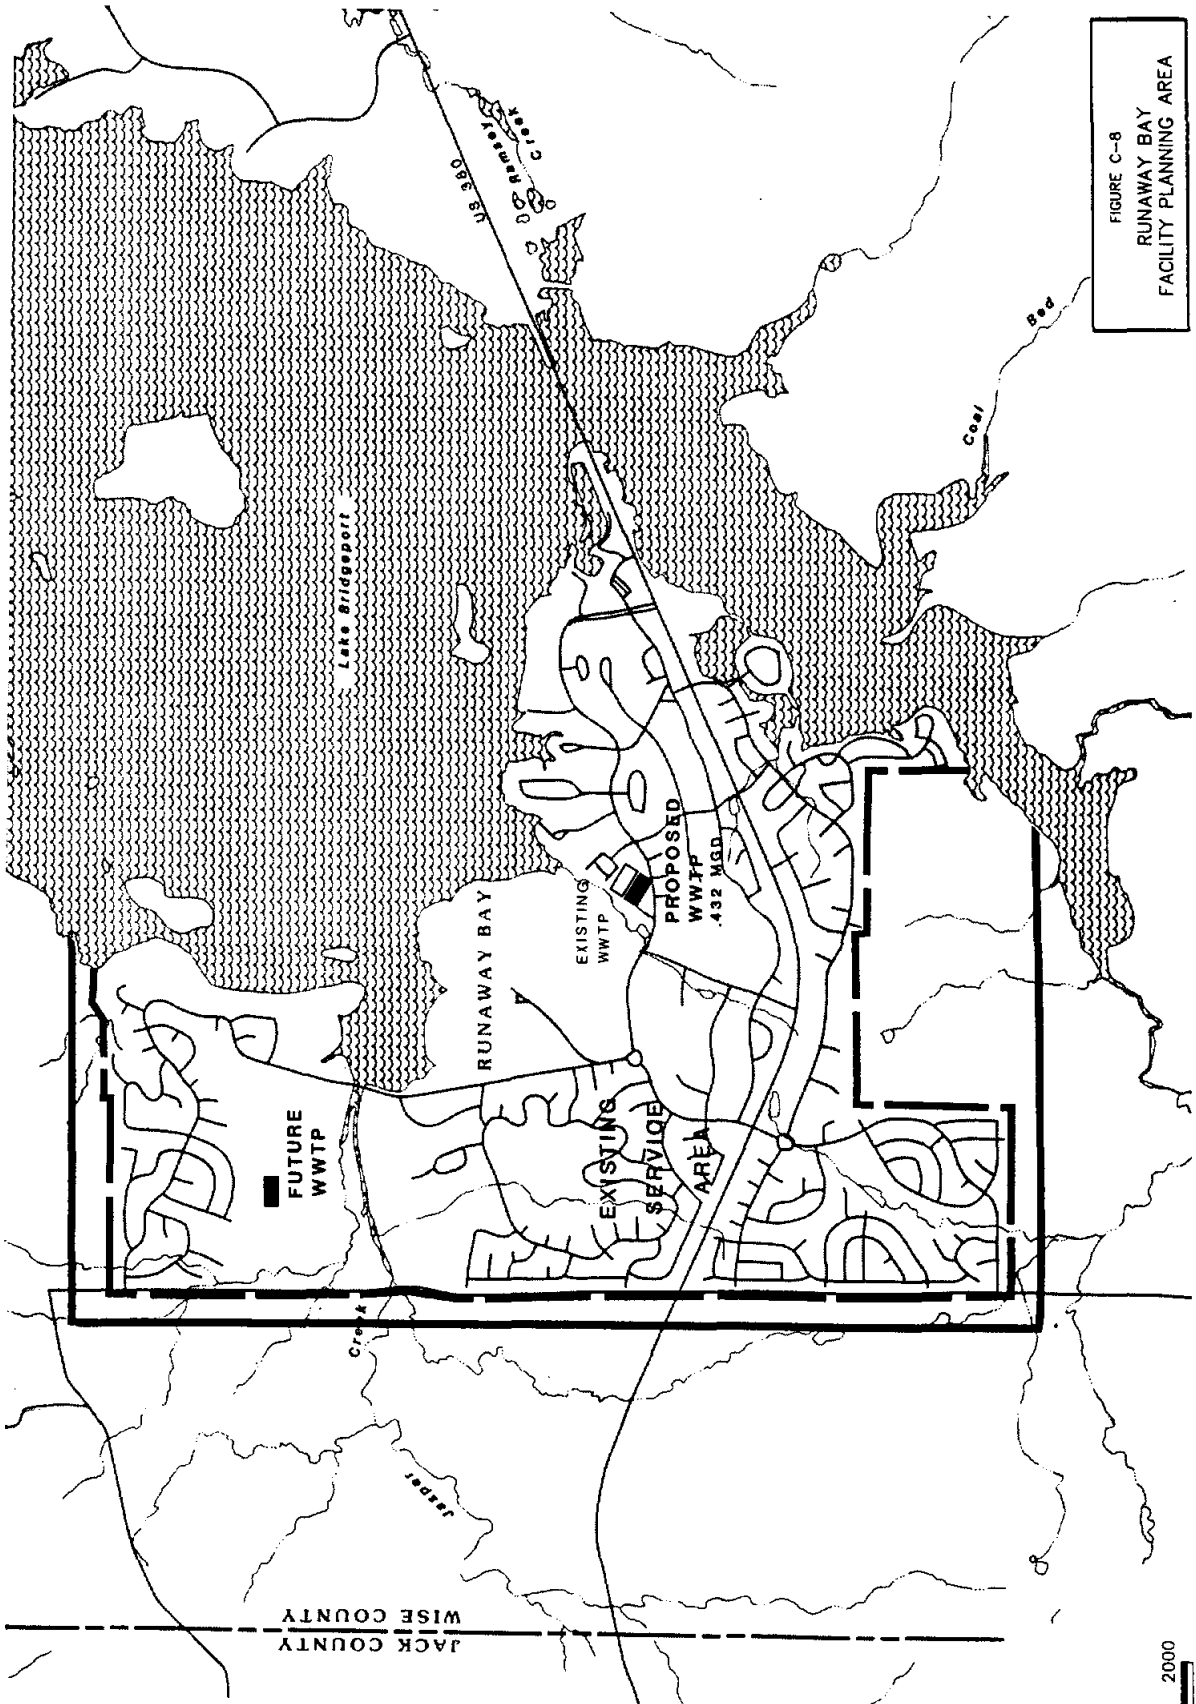 FIGURE C-8
RUNAWAY BAY
FACILITY PLANNING AREA
US 380
Ramsey
Creek
Lake Bridgeport
Coal
Bed
RUNAWAY BAY
EXISTING
WWTP
PROPOSED
WWTP
.432 MGD
FUTURE
WWTP
EXISTING
SERVICE
AREA
Creek
Jasper
WISE COUNTY
JACK COUNTY
2000